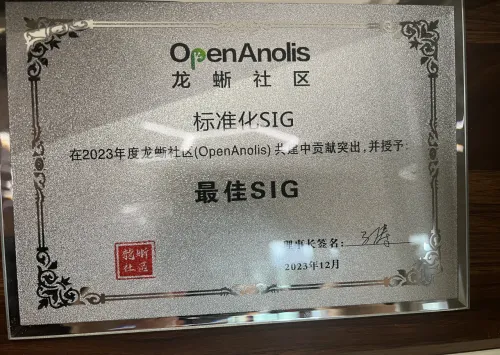 OpenAnolis
龙蜥社区
标准化SIG
在2023年度龙蜥社区(OpenAnolis)共建中贡献突出,并授予:
最佳SIG
理事长签名:
2023年12月
龙蜥
社区